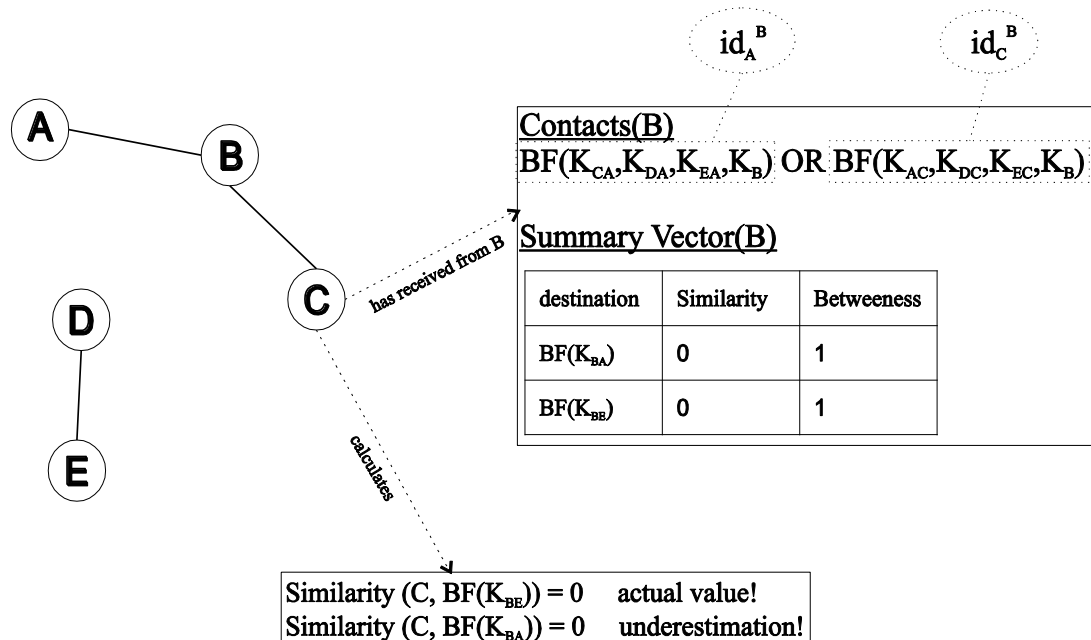 id_A^B
id_C^B
A
B
Contacts(B)
BF(K_CA,K_DA,K_EA,K_B) OR BF(K_AC,K_DC,K_EC,K_B)
has received from B
Summary Vector(B)
destination Similarity Betweeness
BF(K_BA) 0 1
BF(K_BE) 0 1
C
D
E
calculates
Similarity (C, BF(K_BE)) = 0 actual value!
Similarity (C, BF(K_BA)) = 0 underestimation!